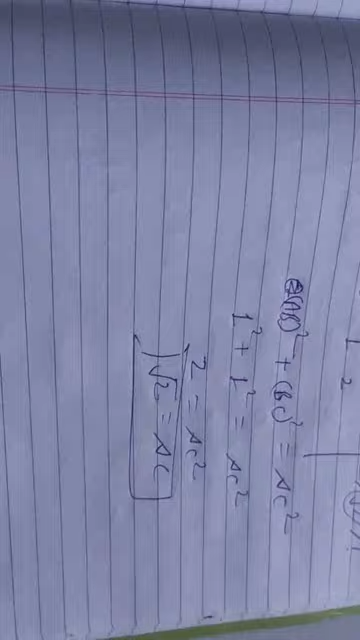 (AB)² + (BC)² = AC²
1² + 1² = AC²
2 = AC²
√2 = AC